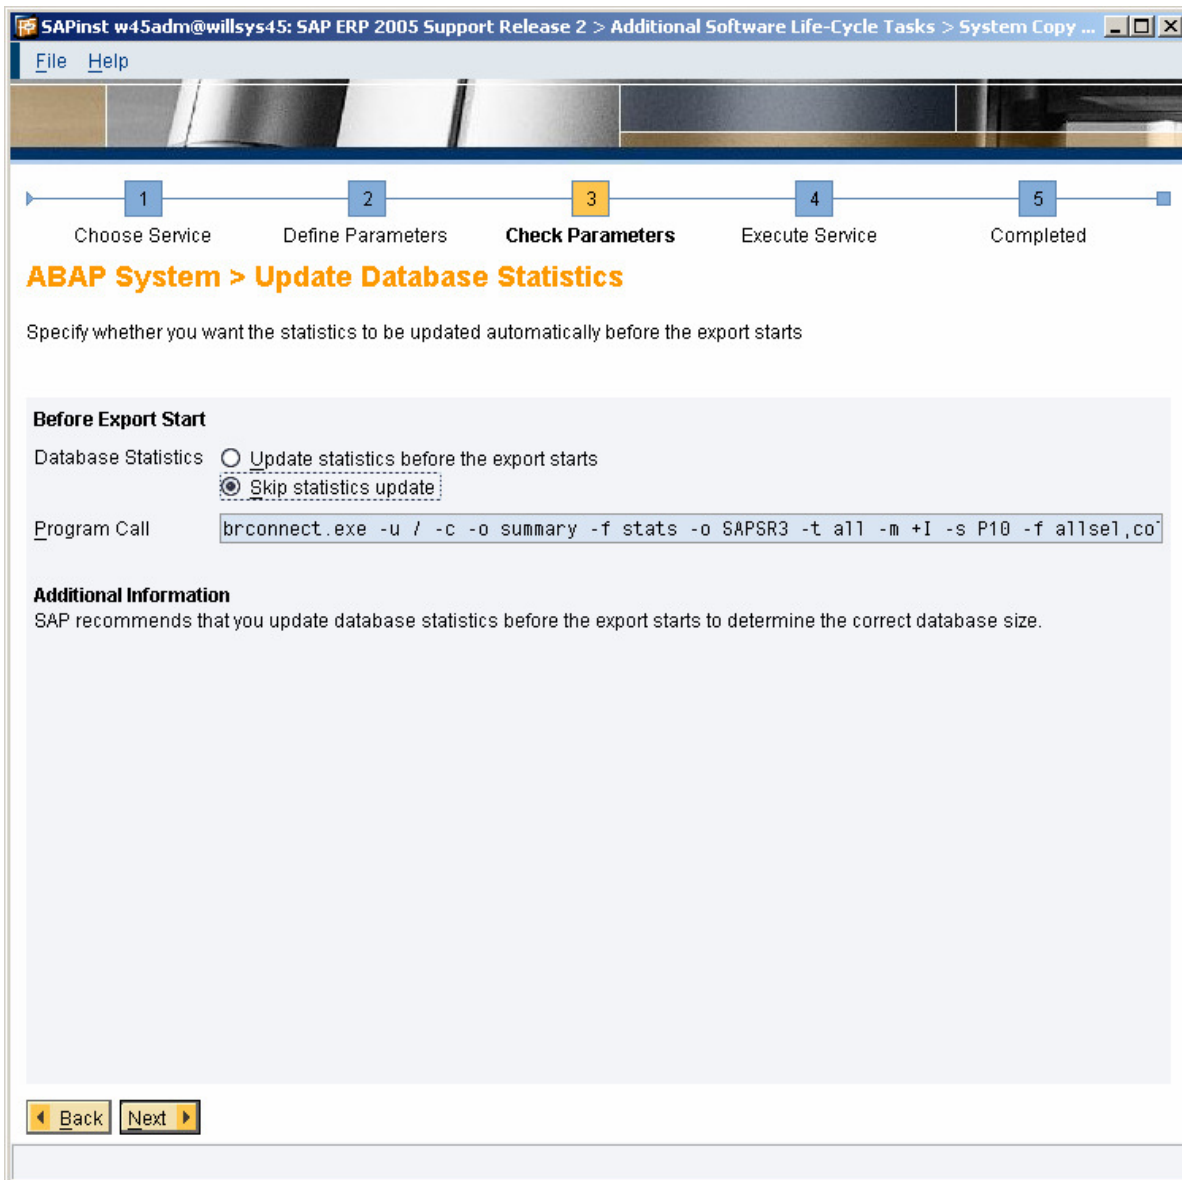 SAPinst w45adm@willsys45: SAP ERP 2005 Support Release 2 > Additional Software Life-Cycle Tasks > System Copy ...
File Help
1 2 3 4 5
Choose Service Define Parameters Check Parameters Execute Service Completed
ABAP System > Update Database Statistics
Specify whether you want the statistics to be updated automatically before the export starts
Before Export Start
Database Statistics Update statistics before the export starts
Skip statistics update
Program Call brconnect.exe -u / -c -o summary -f stats -o SAPSR3 -t all -m +I -s P10 -f allsel,co
Additional Information
SAP recommends that you update database statistics before the export starts to determine the correct database size.
Back Next